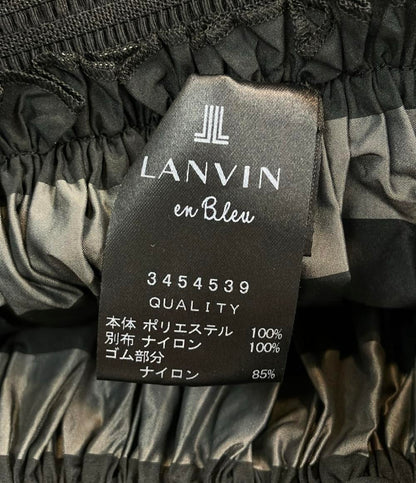 LANVIN
en Bleu
3454539
QUALITY
本体 ポリエステル 100%
別布 ナイロン 100%
ゴム部分
ナイロン 85%